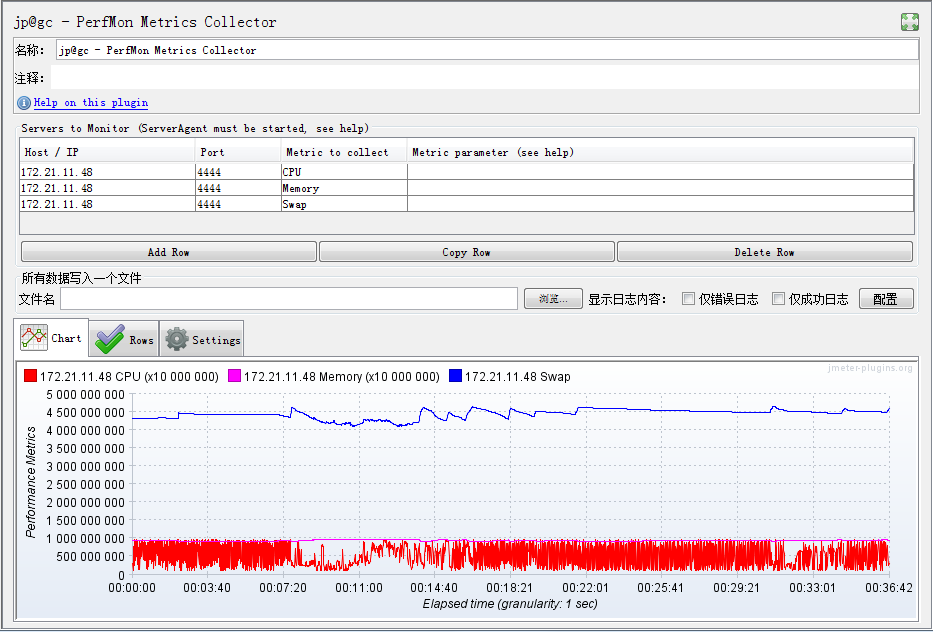 jp@gc - PerfMon Metrics Collector
名称: jp@gc - PerfMon Metrics Collector
注释:
Help on this plugin
Servers to Monitor (ServerAgent must be started, see help)
Host / IP Port Metric to collect Metric parameter (see help)
172.21.11.48 4444 CPU
172.21.11.48 4444 Memory
172.21.11.48 4444 Swap
Add Row Copy Row Delete Row
所有数据写入一个文件
文件名 浏览... 显示日志内容: 仅错误日志 仅成功日志 配置
Chart Rows Settings
jmeter-plugins.org
172.21.11.48 CPU (x10 000 000) 172.21.11.48 Memory (x10 000 000) 172.21.11.48 Swap
5 000 000 000
4 500 000 000
4 000 000 000
3 500 000 000
3 000 000 000
2 500 000 000
2 000 000 000
1 500 000 000
1 000 000 000
500 000 000
0
Performance Metrics
00:00:00 00:03:40 00:07:20 00:11:00 00:14:40 00:18:21 00:22:01 00:25:41 00:29:21 00:33:01 00:36:42
Elapsed time (granularity: 1 sec)